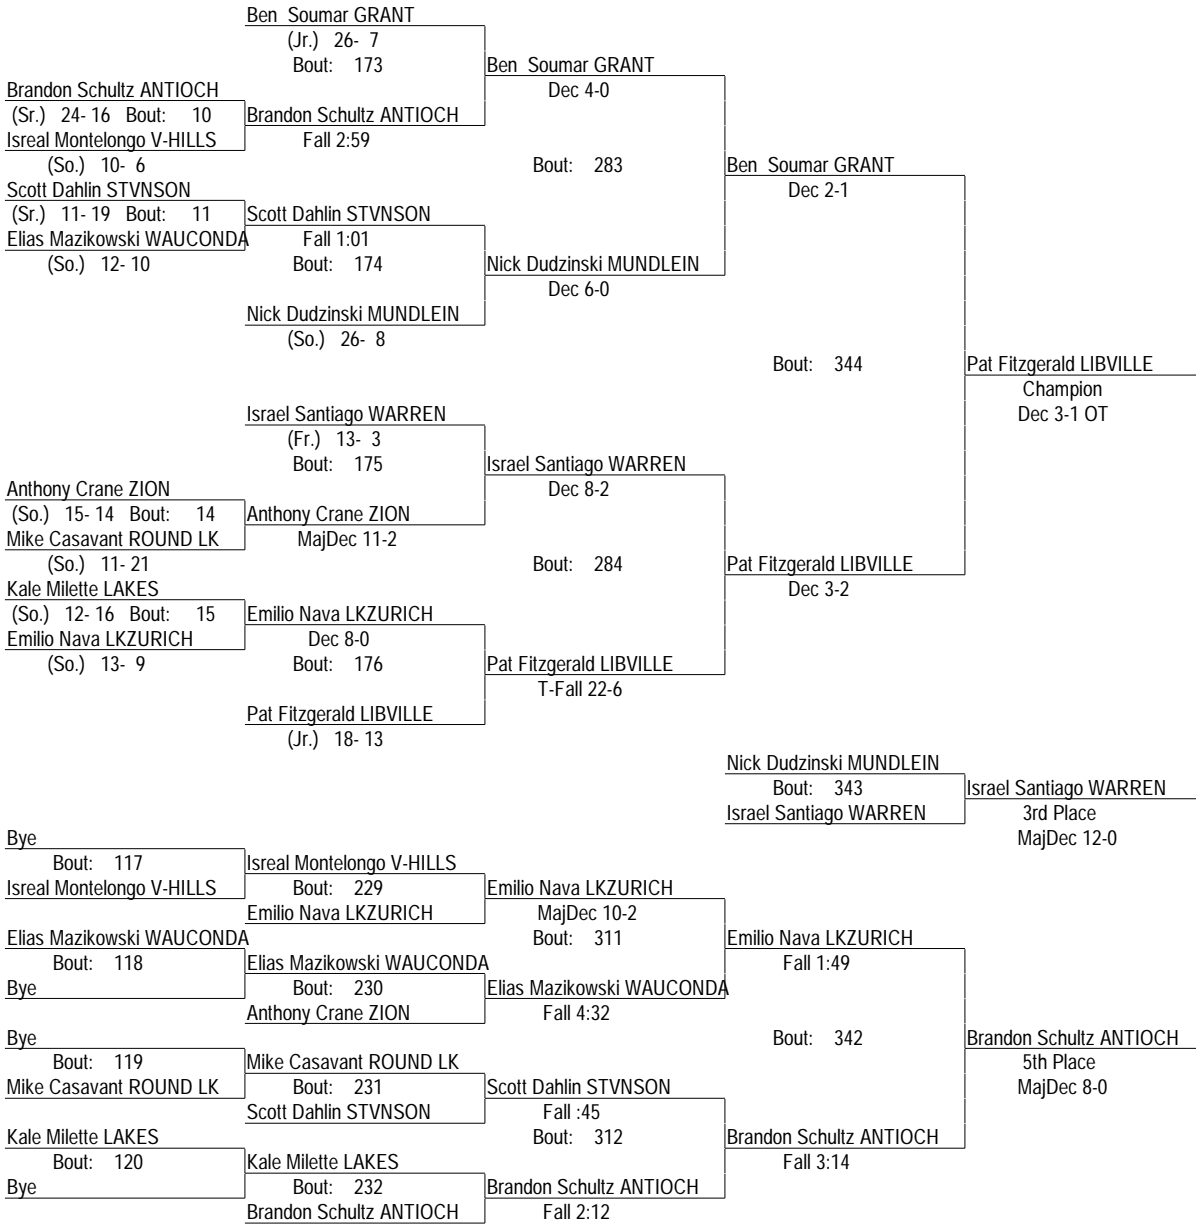 Ben  Soumar GRANT
(Jr.)  26-  7
Bout:  173
Ben  Soumar GRANT
Brandon Schultz ANTIOCH
Dec 4-0
(Sr.)  24- 16  Bout:  10
Brandon Schultz ANTIOCH
Isreal Montelongo V-HILLS
Fall 2:59
(So.)  10-  6
Bout:  283
Ben  Soumar GRANT
Scott Dahlin STVNSON
Dec 2-1
(Sr.)  11- 19  Bout:  11
Scott Dahlin STVNSON
Elias Mazikowski WAUCONDA
Fall 1:01
(So.)  12- 10
Bout:  174
Nick Dudzinski MUNDLEIN
Dec 6-0
Nick Dudzinski MUNDLEIN
(So.)  26-  8
Bout:  344
Pat Fitzgerald LIBVILLE
Champion
Israel Santiago WARREN
Dec 3-1 OT
(Fr.)  13-  3
Bout:  175
Israel Santiago WARREN
Anthony Crane ZION
Dec 8-2
(So.)  15- 14  Bout:  14
Anthony Crane ZION
Mike Casavant ROUND LK
MajDec 11-2
(So.)  11- 21
Bout:  284
Pat Fitzgerald LIBVILLE
Kale Milette LAKES
Dec 3-2
(So.)  12- 16  Bout:  15
Emilio Nava LKZURICH
Emilio Nava LKZURICH
Dec 8-0
(So.)  13-  9
Bout:  176
Pat Fitzgerald LIBVILLE
T-Fall 22-6
Pat Fitzgerald LIBVILLE
(Jr.)  18- 13
Nick Dudzinski MUNDLEIN
Bout:  343
Israel Santiago WARREN
Israel Santiago WARREN
3rd Place
Bye
MajDec 12-0
Bout:  117
Isreal Montelongo V-HILLS
Isreal Montelongo V-HILLS
Bout:  229
Emilio Nava LKZURICH
Emilio Nava LKZURICH
MajDec 10-2
Elias Mazikowski WAUCONDA
Bout:  311
Emilio Nava LKZURICH
Bout:  118
Elias Mazikowski WAUCONDA
Fall 1:49
Bye
Bout:  230
Elias Mazikowski WAUCONDA
Anthony Crane ZION
Fall 4:32
Bye
Bout:  342
Brandon Schultz ANTIOCH
Bout:  119
Mike Casavant ROUND LK
5th Place
Mike Casavant ROUND LK
Bout:  231
Scott Dahlin STVNSON
MajDec 8-0
Scott Dahlin STVNSON
Fall :45
Kale Milette LAKES
Bout:  312
Brandon Schultz ANTIOCH
Bout:  120
Kale Milette LAKES
Fall 3:14
Bye
Bout:  232
Brandon Schultz ANTIOCH
Brandon Schultz ANTIOCH
Fall 2:12